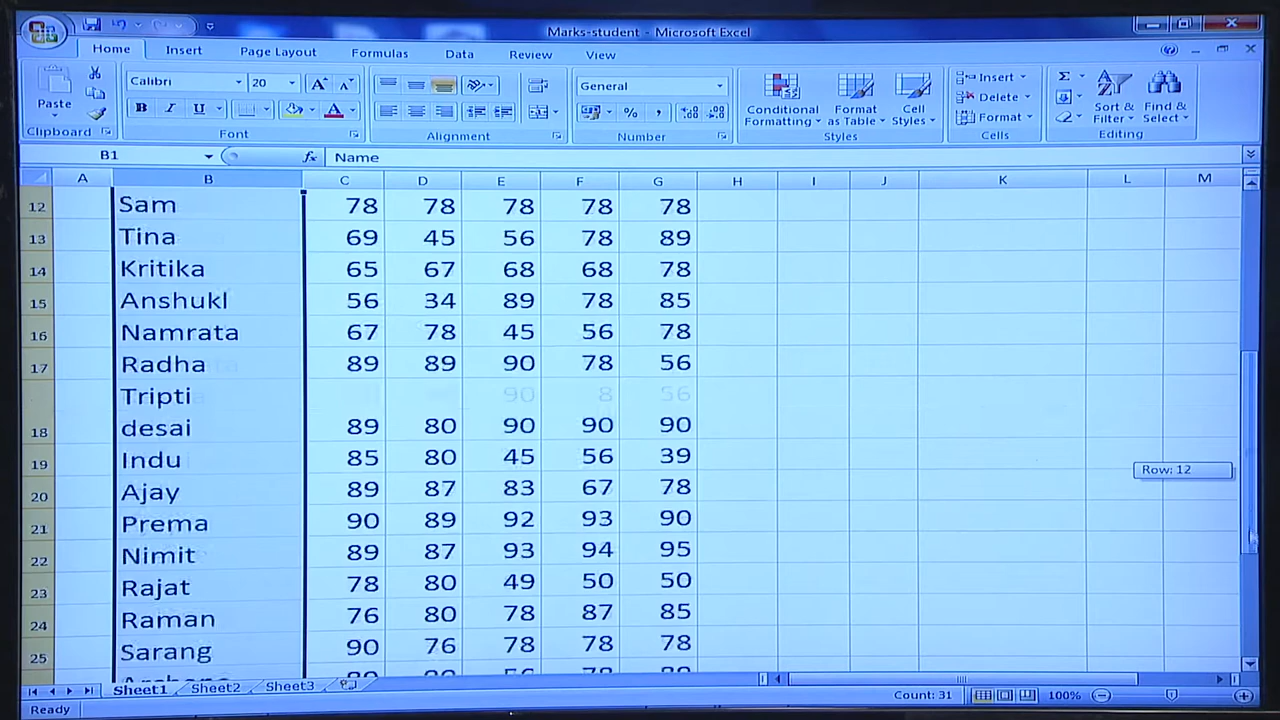 Marks-student - Microsoft Excel
Home Insert Page Layout Formulas Data Review View
Paste
Calibri 20
General
B I U
% ,
Conditional Formatting
Format as Table
Cell Styles
Insert
Delete
Format
Sort & Filter
Find & Select
Clipboard Font Alignment Number Styles Cells Editing
B1 fx Name
A B C D E F G H I J K L M
12 Sam 78 78 78 78 78
13 Tina 69 45 56 78 89
14 Kritika 65 67 68 68 78
15 Anshukl 56 34 89 78 85
16 Namrata 67 78 45 56 78
17 Radha 89 89 90 78 56
Tripti
18 desai 89 80 90 90 90
19 Indu 85 80 45 56 39
Row: 12
20 Ajay 89 87 83 67 78
21 Prema 90 89 92 93 90
22 Nimit 89 87 93 94 95
23 Rajat 78 80 49 50 50
24 Raman 76 80 78 87 85
25 Sarang 90 76 78 78 78
Sheet1 Sheet2 Sheet3
Ready Count: 31 100%